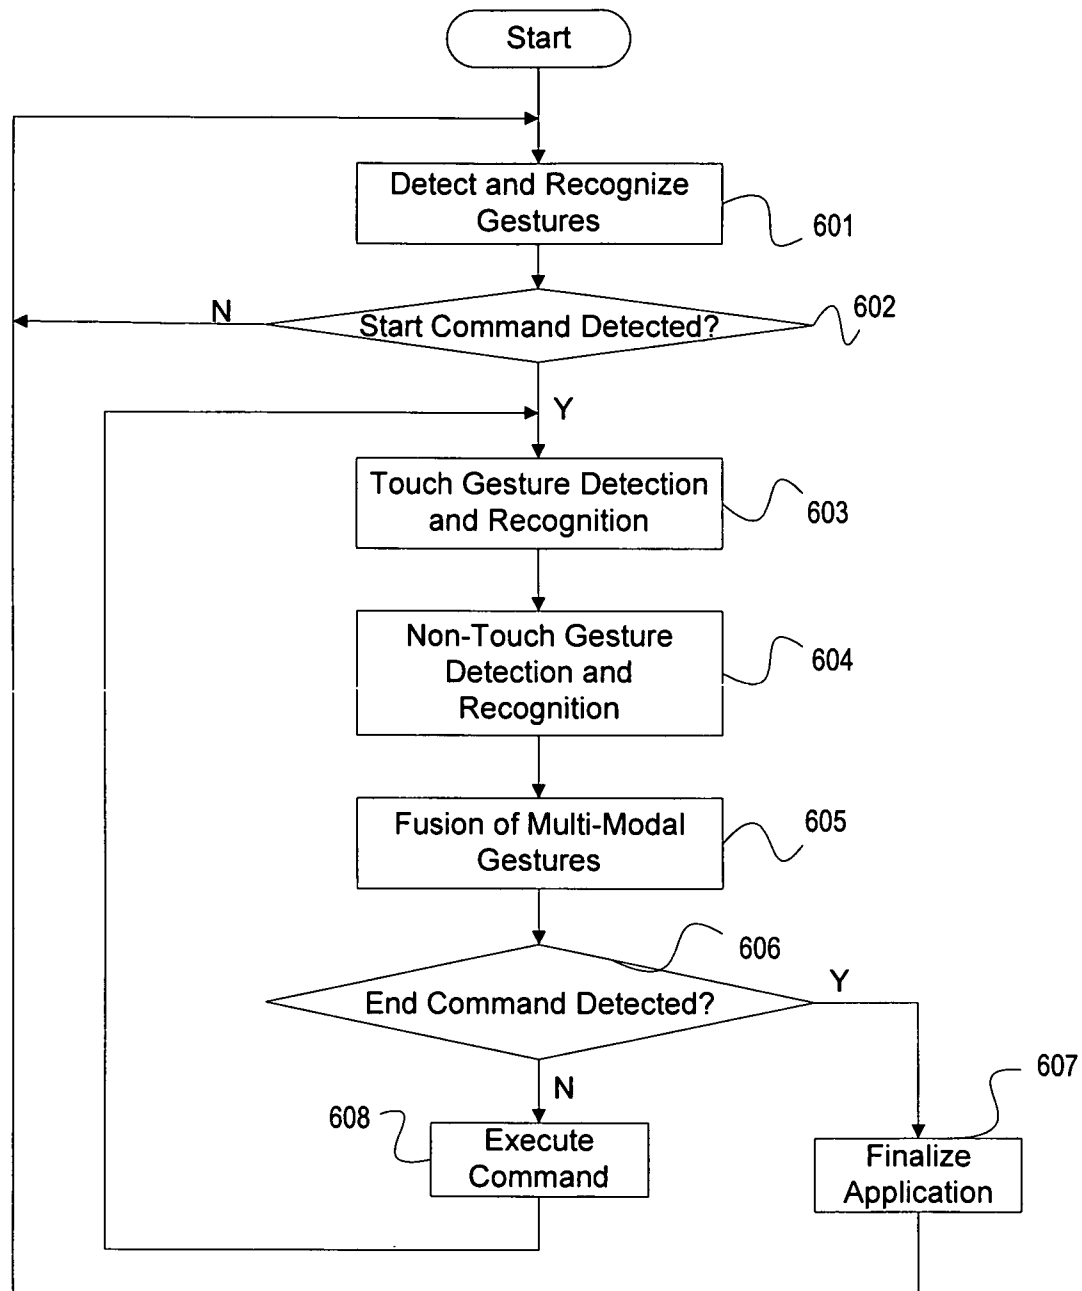 Start
Detect and Recognize
Gestures
601
N
Start Command Detected?
602
Y
Touch Gesture Detection
and Recognition
603
Non-Touch Gesture
Detection and
Recognition
604
Fusion of Multi-Modal
Gestures
605
606
End Command Detected?
Y
N
607
608
Execute
Command
Finalize
Application